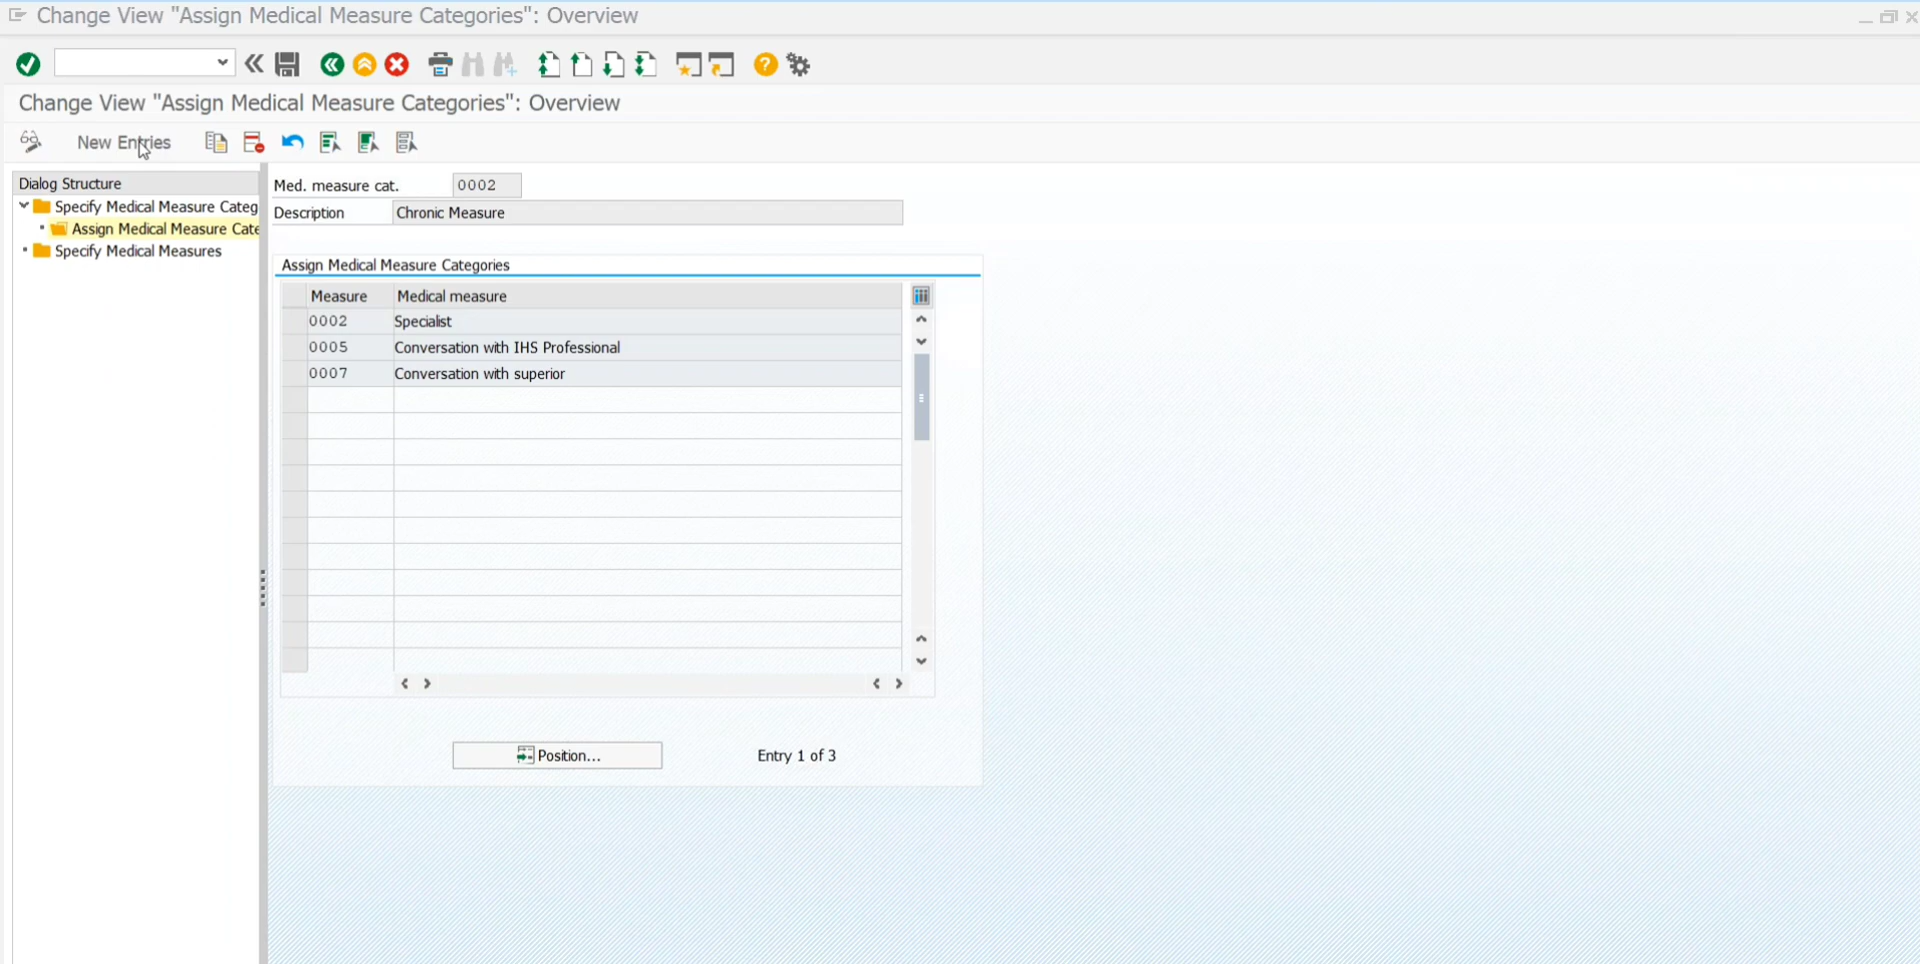 Change View "Assign Medical Measure Categories": Overview
Change View "Assign Medical Measure Categories": Overview
New Entries
Dialog Structure
Specify Medical Measure Categ
Assign Medical Measure Cate
Specify Medical Measures
Med. measure cat. 0002
Description Chronic Measure
Assign Medical Measure Categories
Measure Medical measure
0002 Specialist
0005 Conversation with IHS Professional
0007 Conversation with superior
Position... Entry 1 of 3